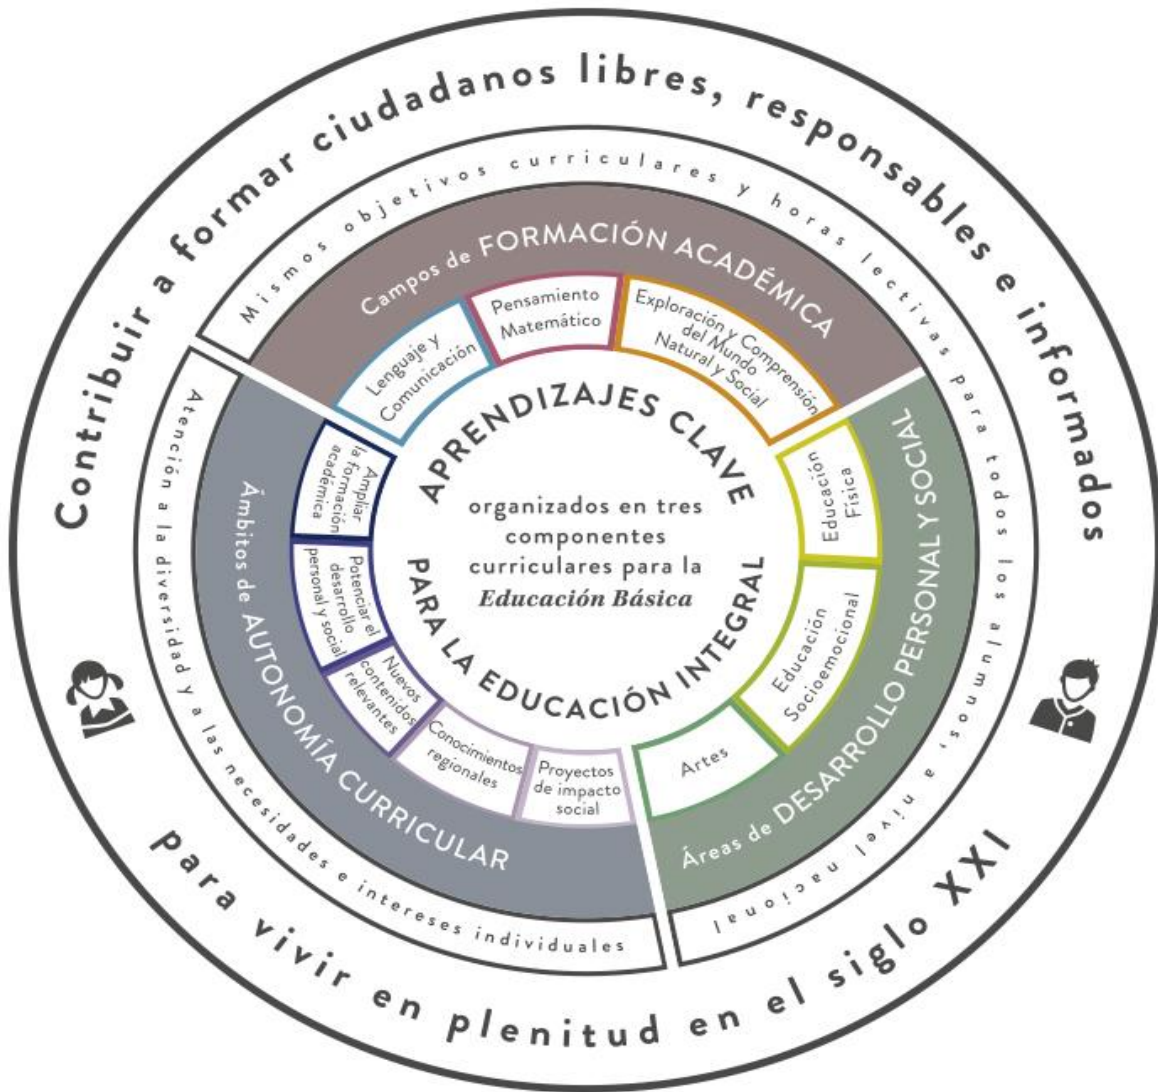 Contribuir a formar ciudadanos libres, responsables e informados
para vivir en plenitud en el siglo XXI
Mismos objetivos curriculares y horas lectivas para todos los alumnos, a nivel nacional
Atención a la diversidad y a las necesidades e intereses individuales
Campos de FORMACIÓN ACADÉMICA
Lenguaje y
Comunicación
Pensamiento
Matemático
Exploración y Comprensión
del Mundo
Natural y Social
Áreas de DESARROLLO PERSONAL Y SOCIAL
Educación
Física
Educación
Socioemocional
Artes
Ámbitos de AUTONOMÍA CURRICULAR
Ampliar
la formación
académica
Potenciar el
desarrollo
personal y social
Nuevos
contenidos
relevantes
Conocimientos
regionales
Proyectos
de impacto
social
APRENDIZAJES CLAVE
organizados en tres
componentes
curriculares para la
Educación Básica
PARA LA EDUCACIÓN INTEGRAL